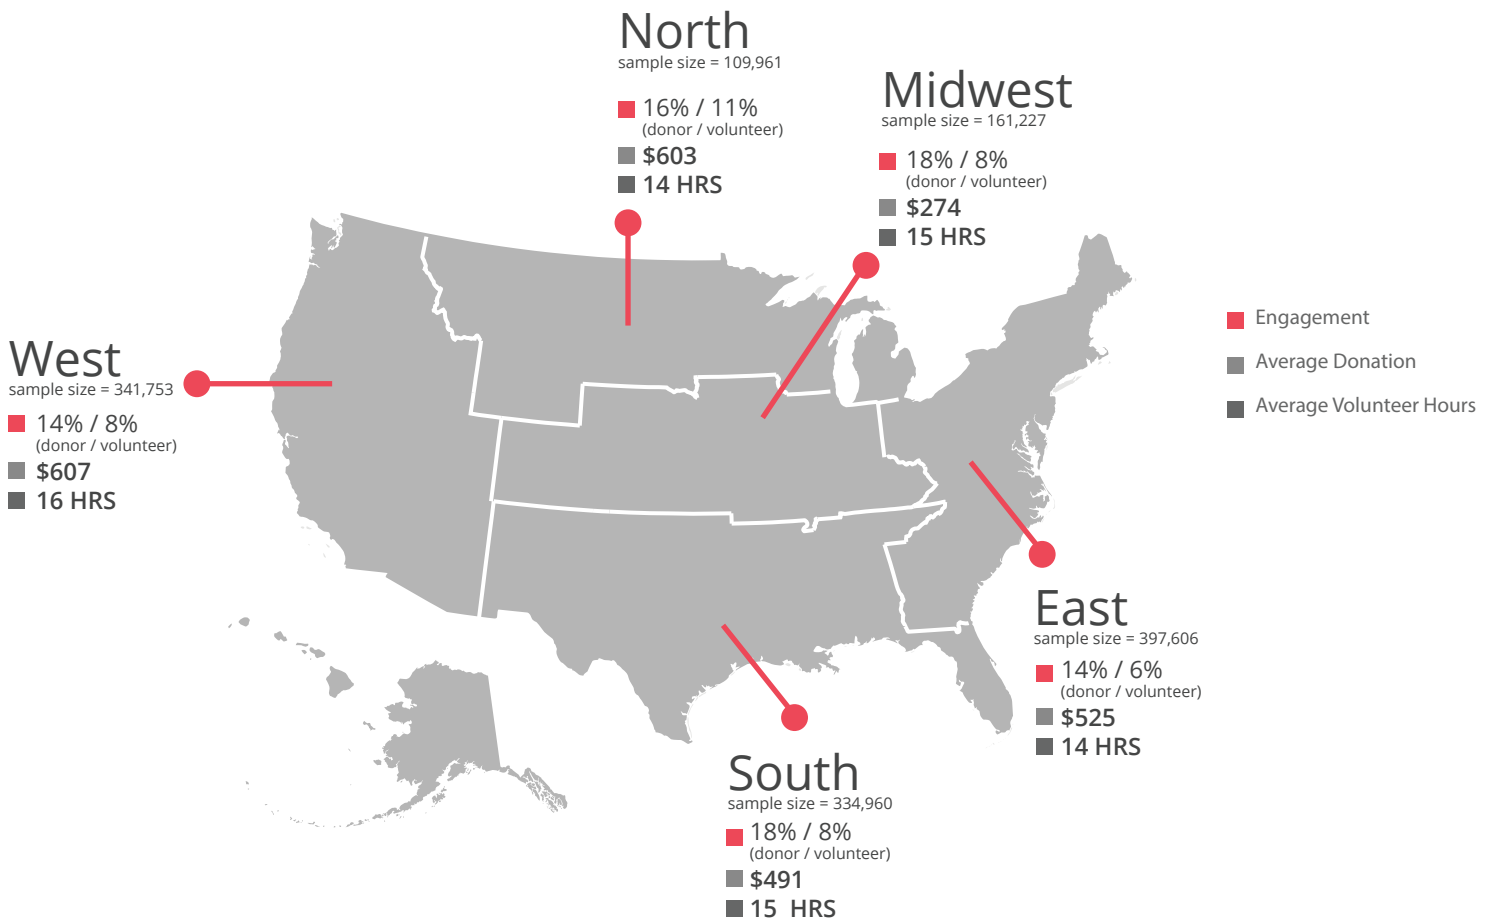 North
sample size = 109,961
16% / 11%
(donor / volunteer)
$603
14 HRS
Midwest
sample size = 161,227
18% / 8%
(donor / volunteer)
$274
15 HRS
West
sample size = 341,753
14% / 8%
(donor / volunteer)
$607
16 HRS
Engagement
Average Donation
Average Volunteer Hours
East
sample size = 397,606
14% / 6%
(donor / volunteer)
$525
14 HRS
South
sample size = 334,960
18% / 8%
(donor / volunteer)
$491
15 HRS